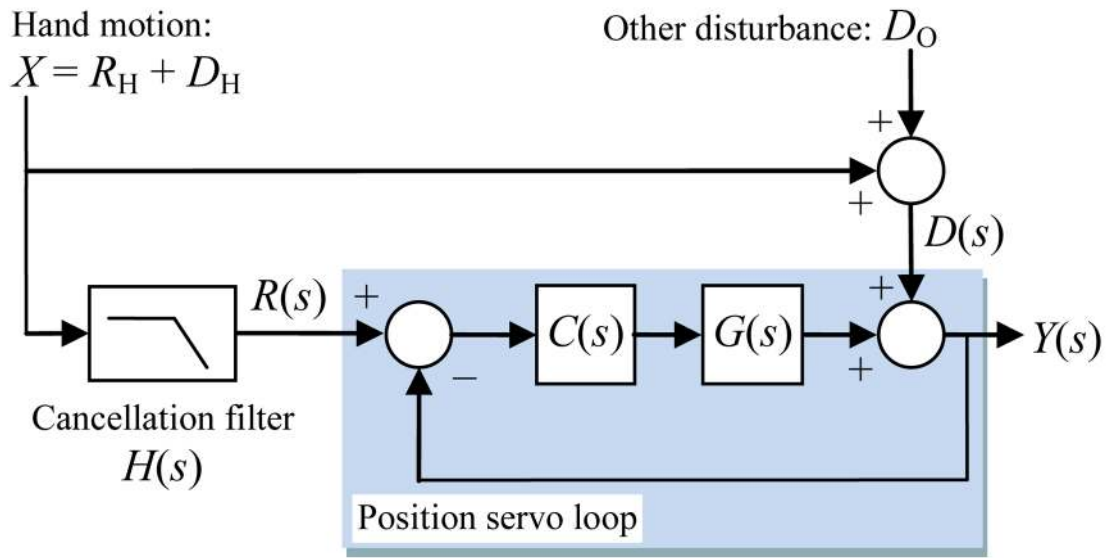 Hand motion:
X = R_H + D_H
Other disturbance: D_O
+
+
D(s)
R(s)
+
−
C(s)
G(s)
+
+
Y(s)
Cancellation filter
H(s)
Position servo loop